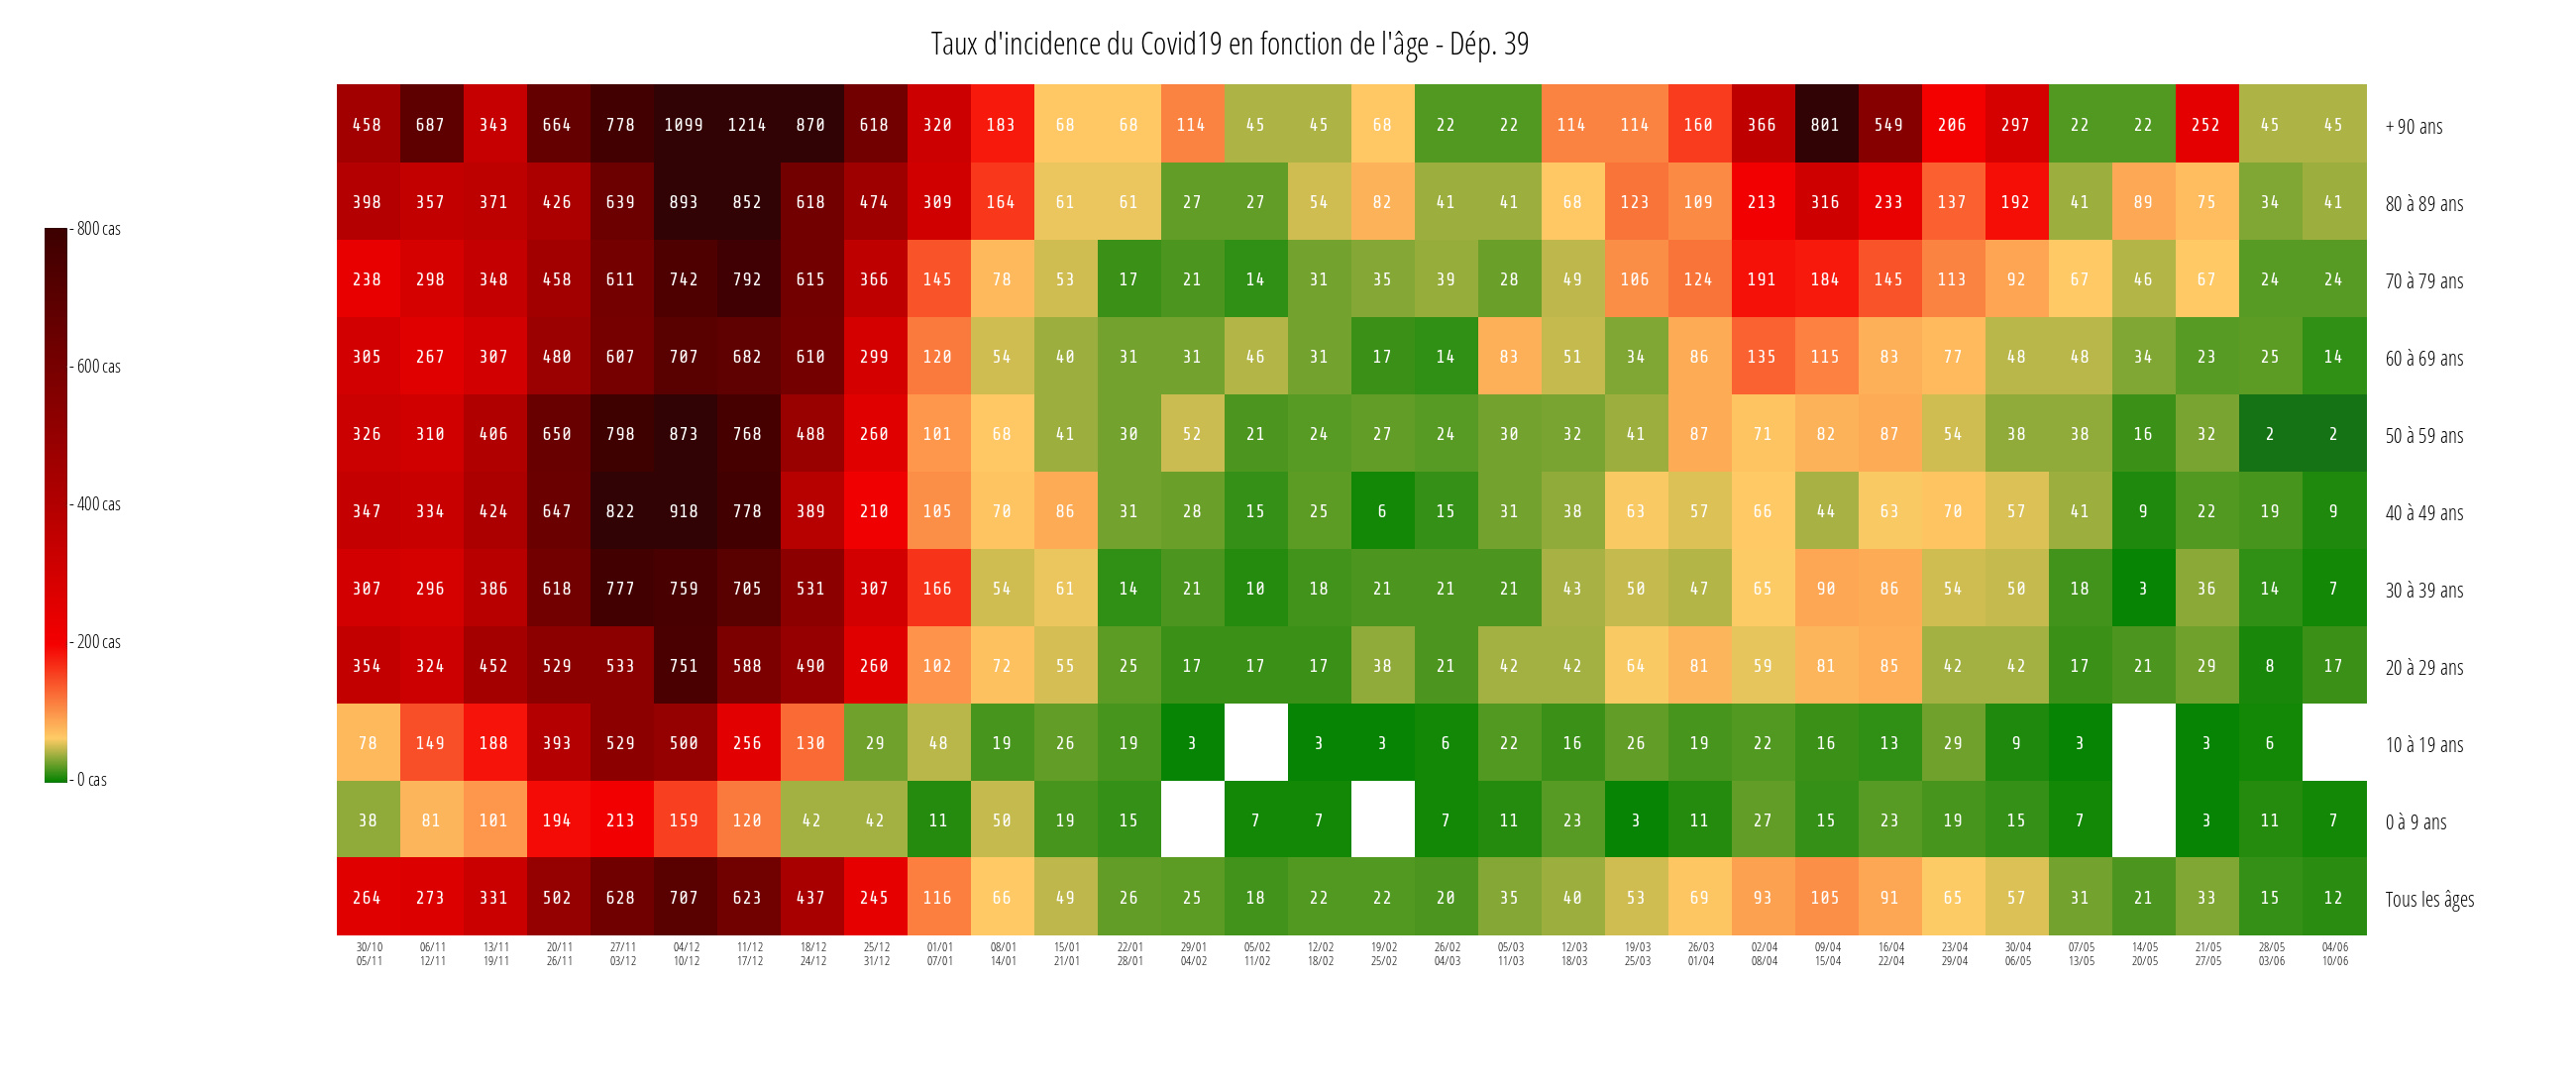 Taux d'incidence du Covid19 en fonction de l'âge - Dép. 39
- 800 cas
- 600 cas
- 400 cas
- 200 cas
- 0 cas
458 687 343 664 778 1099 1214 870 618 320 183 68 68 114 45 45 68 22 22 114 114 160 366 801 549 206 297 22 22 252 45 45 + 90 ans
398 357 371 426 639 893 852 618 474 309 164 61 61 27 27 54 82 41 41 68 123 109 213 316 233 137 192 41 89 75 34 41 80 à 89 ans
238 298 348 458 611 742 792 615 366 145 78 53 17 21 14 31 35 39 28 49 106 124 191 184 145 113 92 67 46 67 24 24 70 à 79 ans
305 267 307 480 607 707 682 610 299 120 54 40 31 31 46 31 17 14 83 51 34 86 135 115 83 77 48 48 34 23 25 14 60 à 69 ans
326 310 406 650 798 873 768 488 260 101 68 41 30 52 21 24 27 24 30 32 41 87 71 82 87 54 38 38 16 32 2 2 50 à 59 ans
347 334 424 647 822 918 778 389 210 105 70 86 31 28 15 25 6 15 31 38 63 57 66 44 63 70 57 41 9 22 19 9 40 à 49 ans
307 296 386 618 777 759 705 531 307 166 54 61 14 21 10 18 21 21 21 43 50 47 65 90 86 54 50 18 3 36 14 7 30 à 39 ans
354 324 452 529 533 751 588 490 260 102 72 55 25 17 17 17 38 21 42 42 64 81 59 81 85 42 42 17 21 29 8 17 20 à 29 ans
78 149 188 393 529 500 256 130 29 48 19 26 19 3 3 3 6 22 16 26 19 22 16 13 29 9 3 3 6 10 à 19 ans
38 81 101 194 213 159 120 42 42 11 50 19 15 7 7 7 11 23 3 11 27 15 23 19 15 7 3 11 7 0 à 9 ans
264 273 331 502 628 707 623 437 245 116 66 49 26 25 18 22 22 20 35 40 53 69 93 105 91 65 57 31 21 33 15 12 Tous les âges
30/10 06/11 13/11 20/11 27/11 04/12 11/12 18/12 25/12 01/01 08/01 15/01 22/01 29/01 05/02 12/02 19/02 26/02 05/03 12/03 19/03 26/03 02/04 09/04 16/04 23/04 30/04 07/05 14/05 21/05 28/05 04/06
05/11 12/11 19/11 26/11 03/12 10/12 17/12 24/12 31/12 07/01 14/01 21/01 28/01 04/02 11/02 18/02 25/02 04/03 11/03 18/03 25/03 01/04 08/04 15/04 22/04 29/04 06/05 13/05 20/05 27/05 03/06 10/06